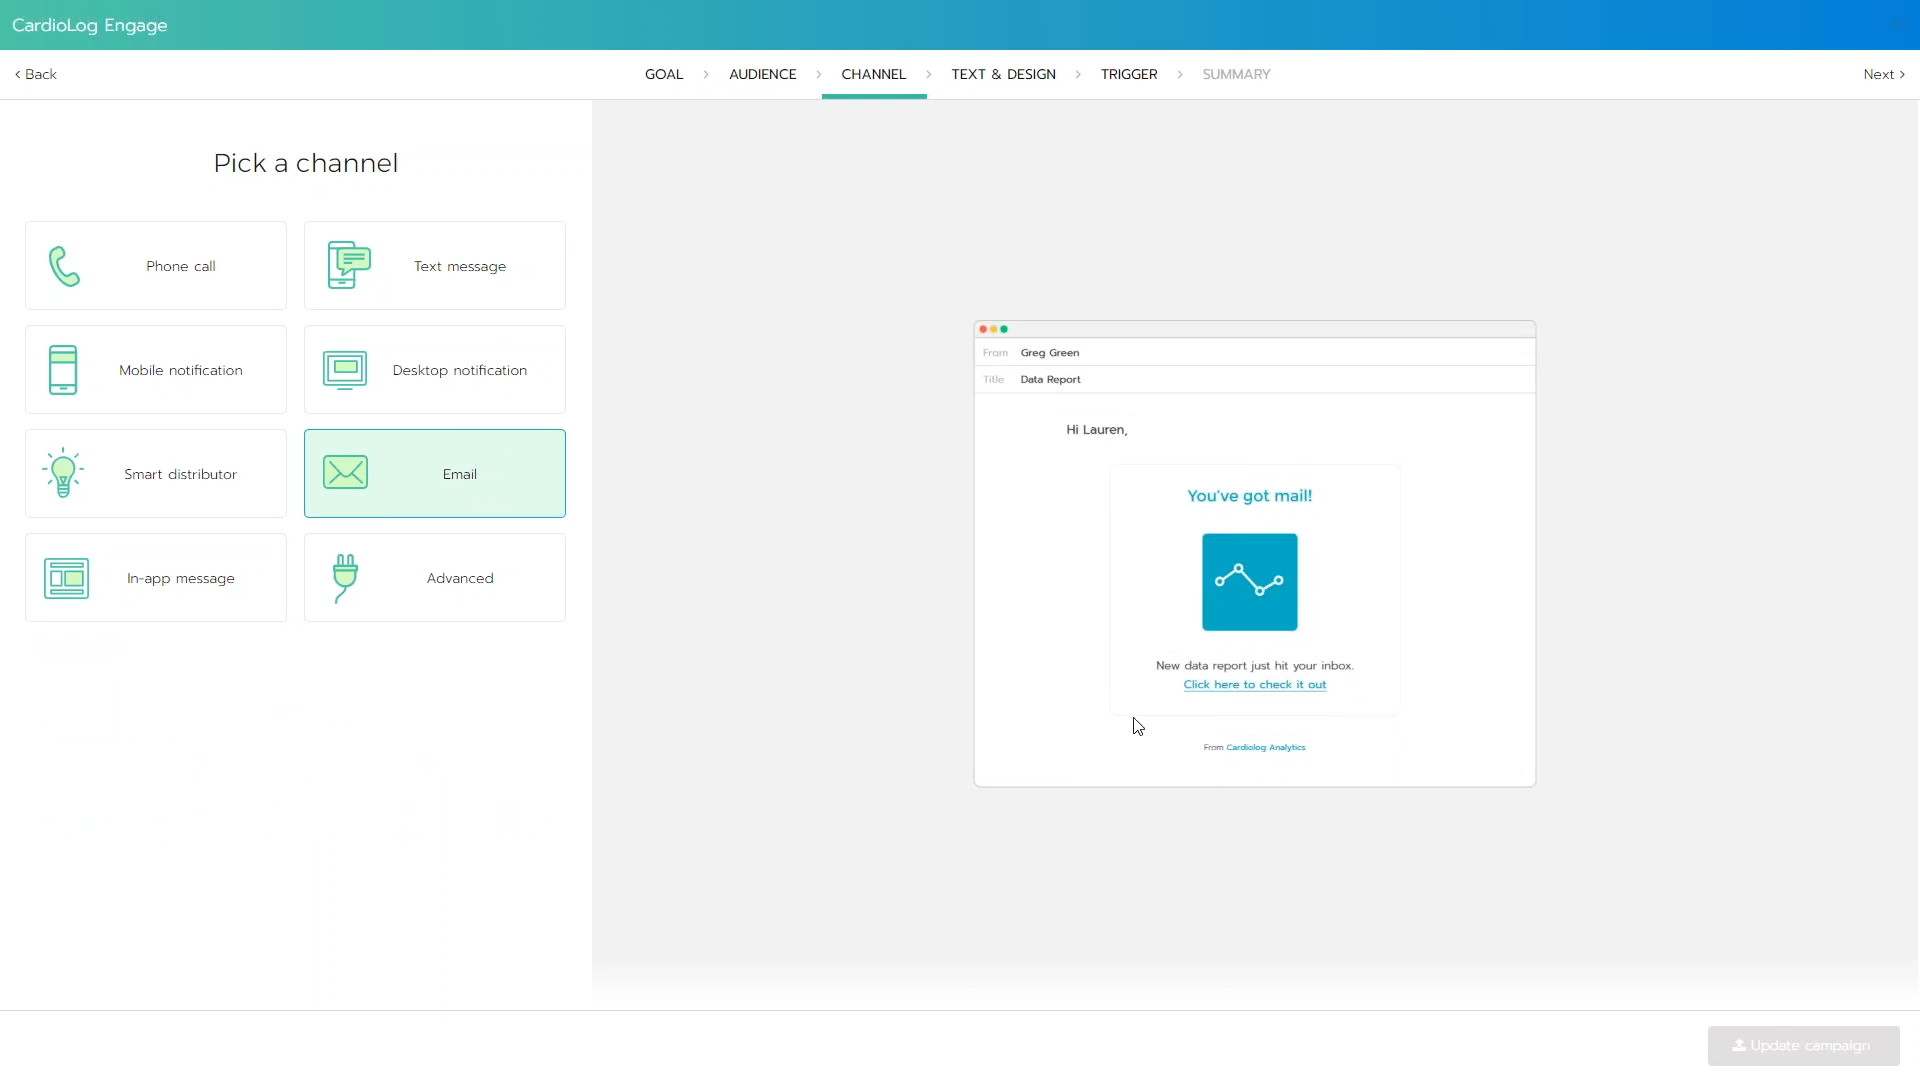 CardioLog Engage
‹ Back
GOAL › AUDIENCE › CHANNEL › TEXT & DESIGN › TRIGGER › SUMMARY
Next ›
Pick a channel
Phone call
Text message
Mobile notification
Desktop notification
Smart distributor
Email
In-app message
Advanced
From Greg Green
Title Data Report
Hi Lauren,
You've got mail!
New data report just hit your inbox.
Click here to check it out
From Cardiolog Analytics
Update campaign